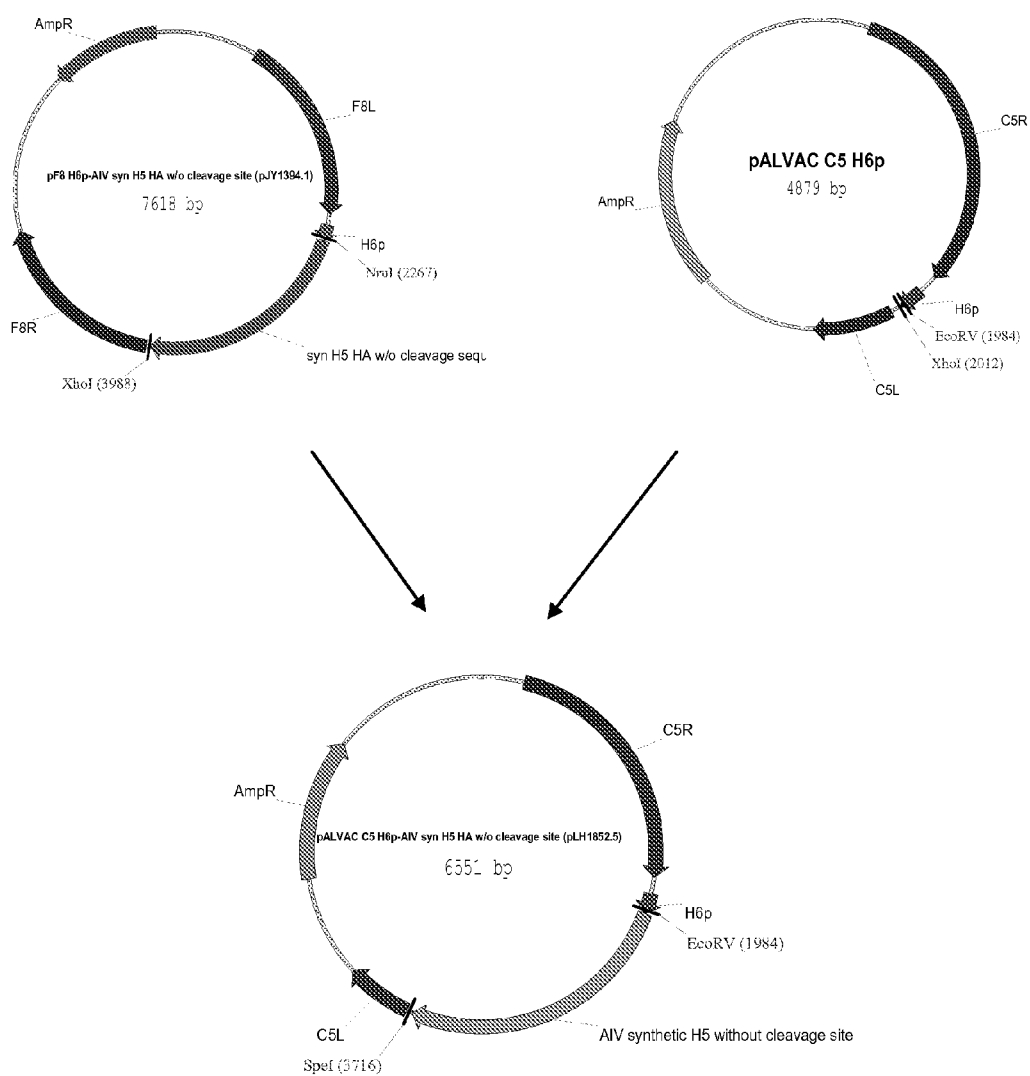 AmpR
F8L
pF8 H6p-AIV syn H5 HA w/o cleavage site (pJY1394.1)
7618 bp
H6p
NruI (2267)
F8R
syn H5 HA w/o cleavage sequ
XhoI (3988)
C5R
pALVAC C5 H6p
4879 bp
AmpR
H6p
EcoRV (1984)
XhoI (2012)
C5L
C5R
AmpR
pALVAC C5 H6p-AIV syn H5 HA w/o cleavage site (pLH1852.5)
6551 bp
H6p
EcoRV (1984)
C5L
AIV synthetic H5 without cleavage site
SpeI (3716)